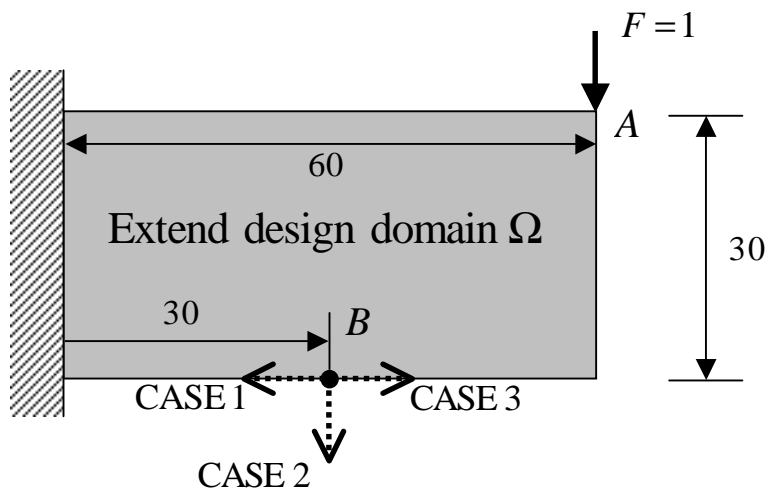 F = 1
A
60
Extend design domain Ω
30
30
B
CASE 1
CASE 3
CASE 2